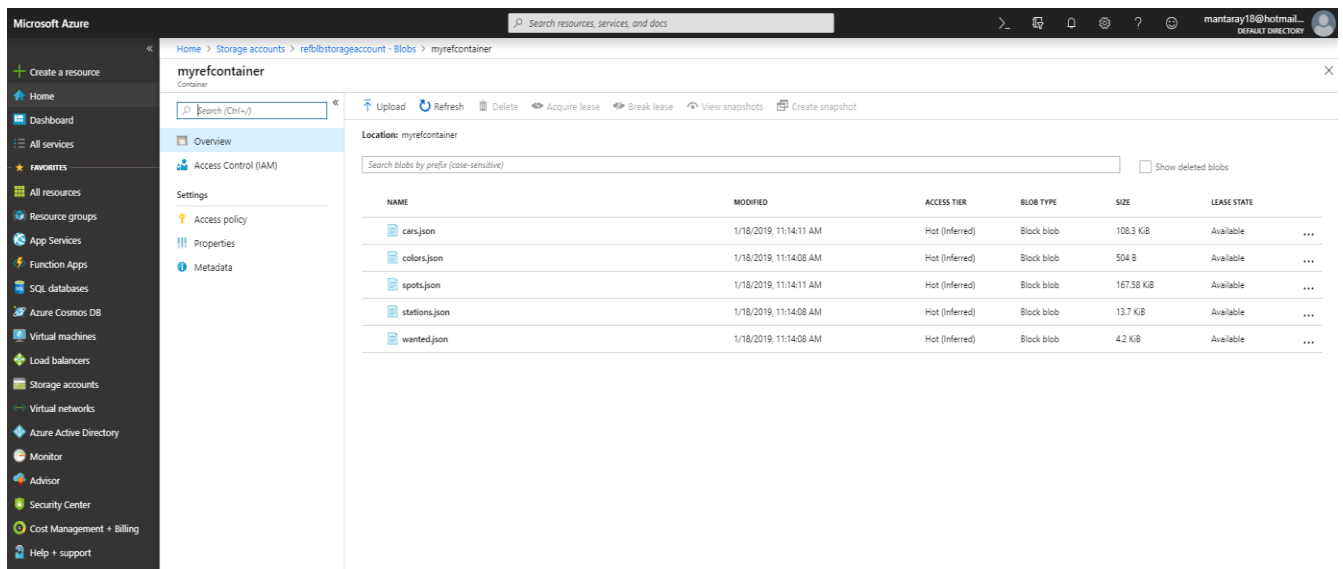 Microsoft Azure
Search resources, services, and docs
mantaray18@hotmail...
DEFAULT DIRECTORY
Home > Storage accounts > refblbstorageaccount - Blobs > myrefcontainer
Create a resource
Home
Dashboard
All services
FAVORITES
All resources
Resource groups
App Services
Function Apps
SQL databases
Azure Cosmos DB
Virtual machines
Load balancers
Storage accounts
Virtual networks
Azure Active Directory
Monitor
Advisor
Security Center
Cost Management + Billing
Help + support
myrefcontainer
Container
Search (Ctrl+/)
Overview
Access Control (IAM)
Settings
Access policy
Properties
Metadata
Upload Refresh Delete Acquire lease Break lease View snapshots Create snapshot
Location: myrefcontainer
Search blobs by prefix (case-sensitive)
Show deleted blobs
NAME MODIFIED ACCESS TIER BLOB TYPE SIZE LEASE STATE
cars.json 1/18/2019, 11:14:11 AM Hot (Inferred) Block blob 108.3 KiB Available ...
colors.json 1/18/2019, 11:14:08 AM Hot (Inferred) Block blob 504 B Available ...
spots.json 1/18/2019, 11:14:11 AM Hot (Inferred) Block blob 167.58 KiB Available ...
stations.json 1/18/2019, 11:14:08 AM Hot (Inferred) Block blob 13.7 KiB Available ...
wanted.json 1/18/2019, 11:14:08 AM Hot (Inferred) Block blob 4.2 KiB Available ...